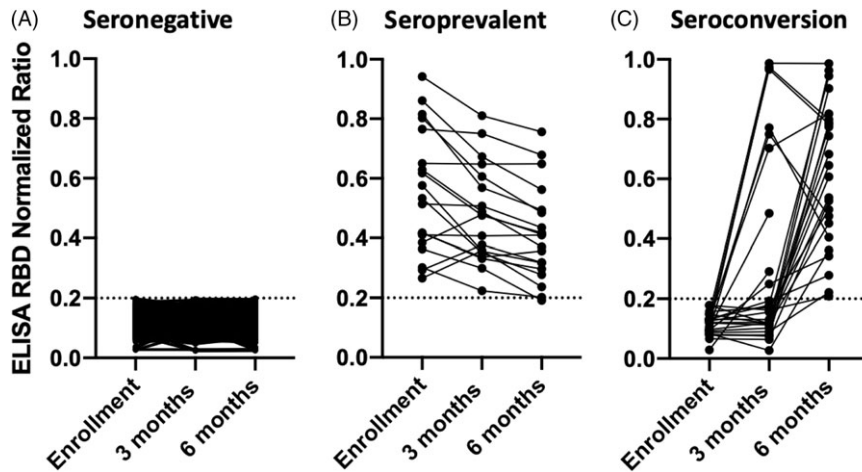 (A) Seronegative
ELISA RBD Normalized Ratio
1.0
0.8
0.6
0.4
0.2
0.0
Enrollment
3 months
6 months
(B) Seroprevalent
1.0
0.8
0.6
0.4
0.2
0.0
Enrollment
3 months
6 months
(C) Seroconversion
1.0
0.8
0.6
0.4
0.2
0.0
Enrollment
3 months
6 months